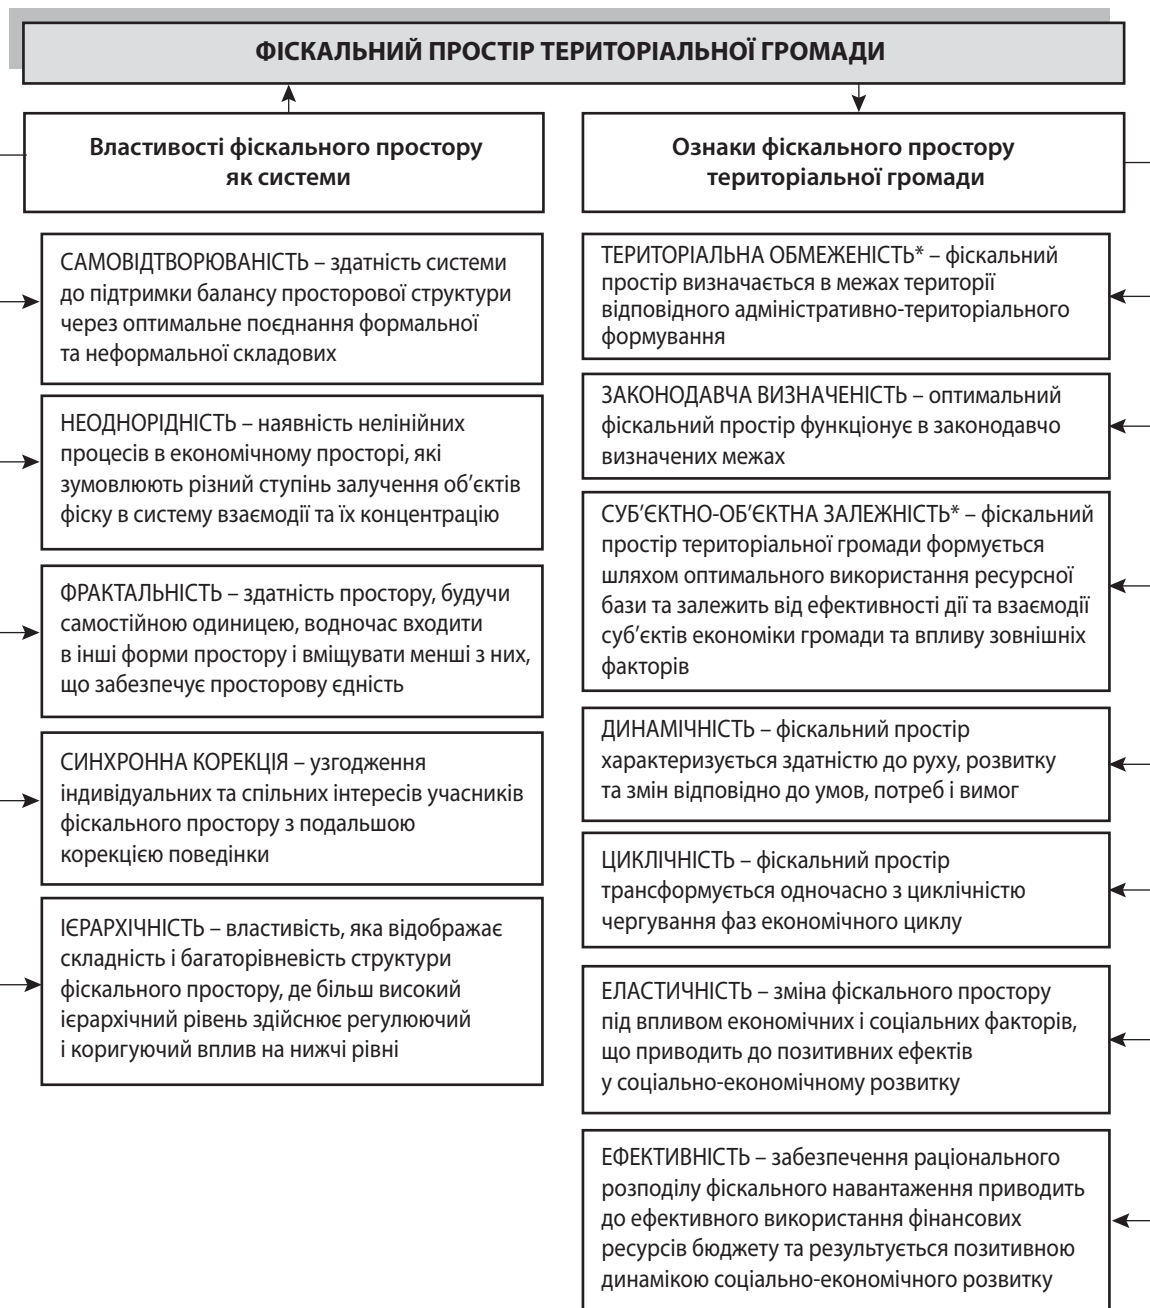 ФІСКАЛЬНИЙ ПРОСТІР ТЕРИТОРІАЛЬНОЇ ГРОМАДИ
Властивості фіскального простору
як системи
САМОВІДТВОРЮВАНІСТЬ – здатність системи
до підтримки балансу просторової структури
через оптимальне поєднання формальної
та неформальної складових
НЕОДНОРІДНІСТЬ – наявність нелінійних
процесів в економічному просторі, які
зумовлюють різний ступінь залучення об’єктів
фіску в систему взаємодії та їх концентрацію
ФРАКТАЛЬНІСТЬ – здатність простору, будучи
самостійною одиницею, водночас входити
в інші форми простору і вміщувати менші з них,
що забезпечує просторову єдність
СИНХРОННА КОРЕКЦІЯ – узгодження
індивідуальних та спільних інтересів учасників
фіскального простору з подальшою
корекцією поведінки
ІЄРАРХІЧНІСТЬ – властивість, яка відображає
складність і багаторівневість структури
фіскального простору, де більш високий
ієрархічний рівень здійснює регулюючий
і коригуючий вплив на нижчі рівні
Ознаки фіскального простору
територіальної громади
ТЕРИТОРІАЛЬНА ОБМЕЖЕНІСТЬ* – фіскальний
простір визначається в межах території
відповідного адміністративно-територіального
формування
ЗАКОНОДАВЧА ВИЗНАЧЕНІСТЬ – оптимальний
фіскальний простір функціонує в законодавчо
визначених межах
СУБ’ЄКТНО-ОБ’ЄКТНА ЗАЛЕЖНІСТЬ* – фіскальний
простір територіальної громади формується
шляхом оптимального використання ресурсної
бази та залежить від ефективності дії та взаємодії
суб’єктів економіки громади та впливу зовнішніх
факторів
ДИНАМІЧНІСТЬ – фіскальний простір
характеризується здатністю до руху, розвитку
та змін відповідно до умов, потреб і вимог
ЦИКЛІЧНІСТЬ – фіскальний простір
трансформується одночасно з циклічністю
чергування фаз економічного циклу
ЕЛАСТИЧНІСТЬ – зміна фіскального простору
під впливом економічних і соціальних факторів,
що приводить до позитивних ефектів
у соціально-економічному розвитку
ЕФЕКТИВНІСТЬ – забезпечення раціонального
розподілу фіскального навантаження приводить
до ефективного використання фінансових
ресурсів бюджету та результується позитивною
динамікою соціально-економічного розвитку